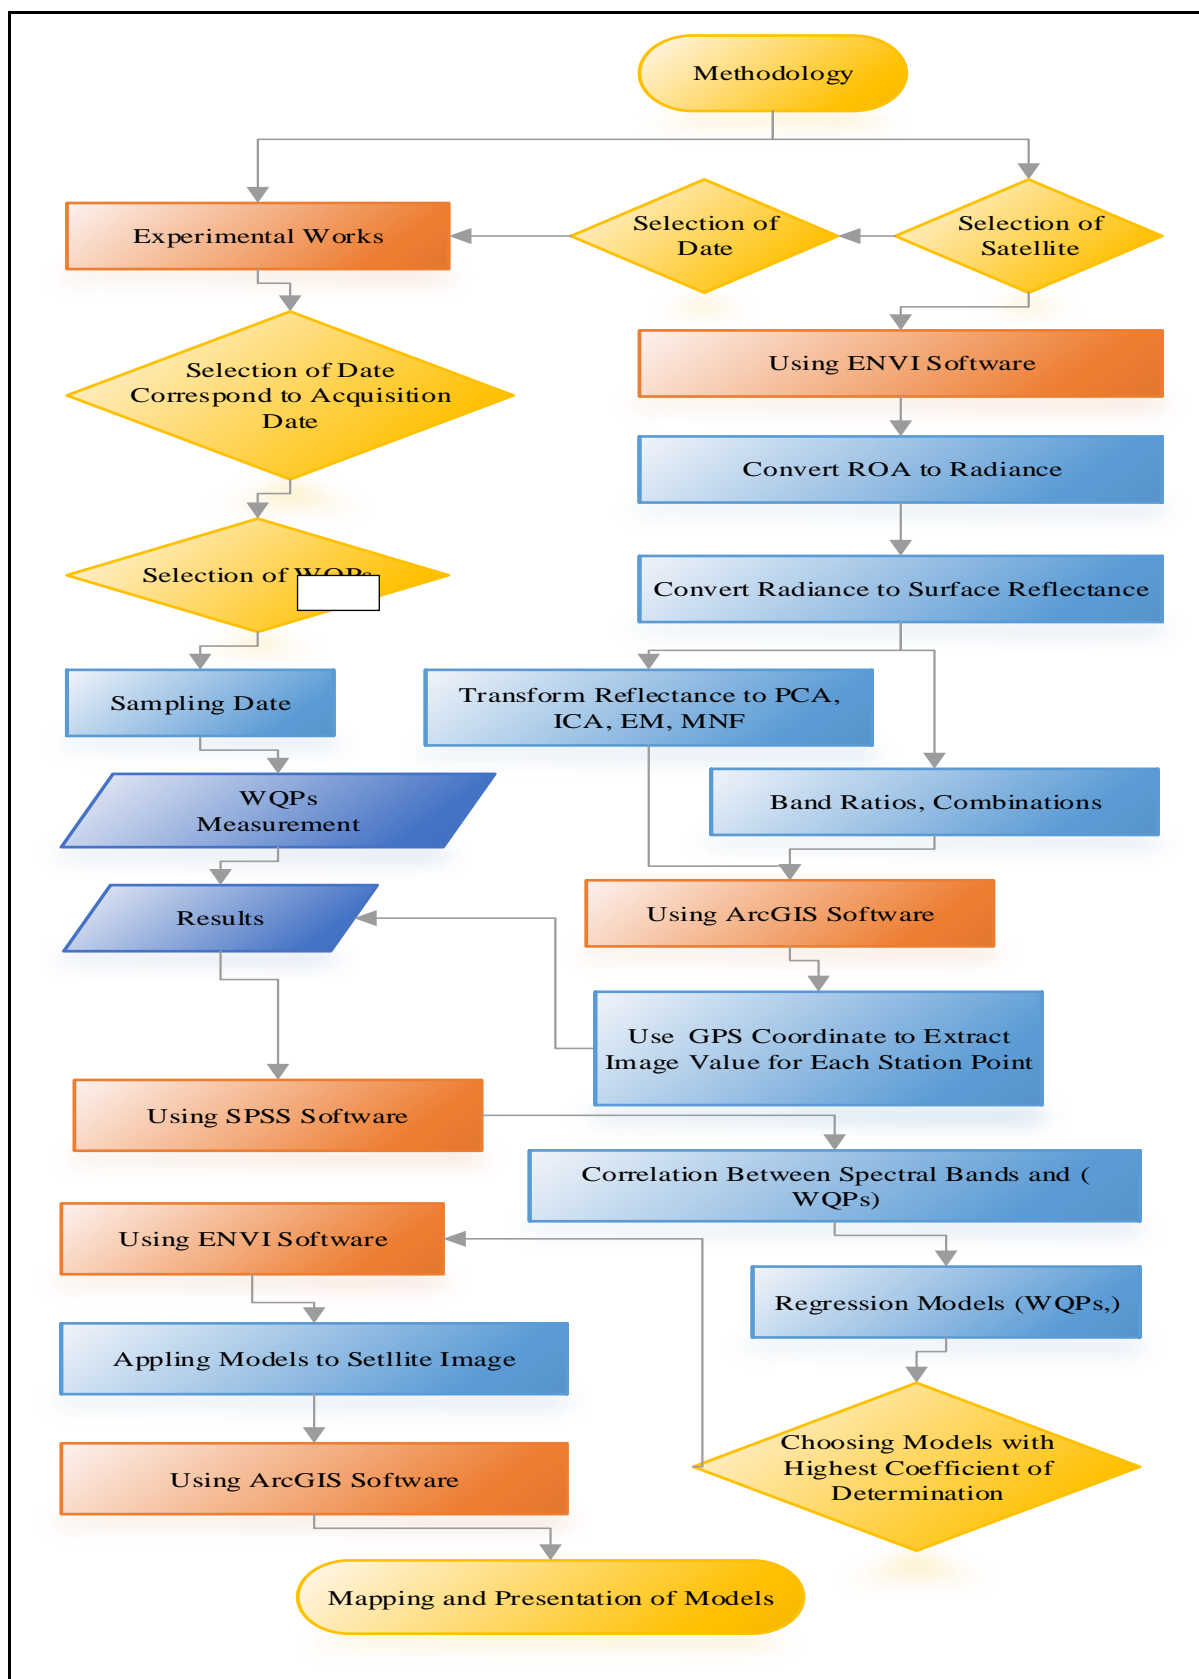 Methodology
Experimental Works
Selection of
Date
Selection of
Satellite
Selection of Date
Correspond to Acquisition
Date
Using ENVI Software
Convert ROA to Radiance
Selection of WQPs
Convert Radiance to Surface Reflectance
Sampling Date
Transform Reflectance to PCA,
ICA, EM, MNF
WQPs
Measurement
Band Ratios, Combinations
Results
Using ArcGIS Software
Use GPS Coordinate to Extract
Image Value for Each Station Point
Using SPSS Software
Correlation Between Spectral Bands and (
WQPs)
Using ENVI Software
Regression Models (WQPs,)
Appling Models to Setllite Image
Choosing Models with
Highest Coefficient of
Determination
Using ArcGIS Software
Mapping and Presentation of Models